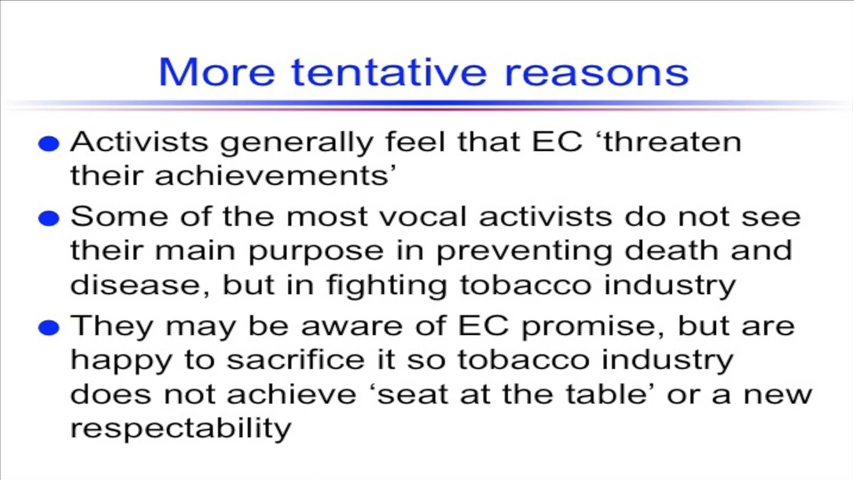 More tentative reasons
Activists generally feel that EC ‘threaten
their achievements’
Some of the most vocal activists do not see
their main purpose in preventing death and
disease, but in fighting tobacco industry
They may be aware of EC promise, but are
happy to sacrifice it so tobacco industry
does not achieve ‘seat at the table’ or a new
respectability